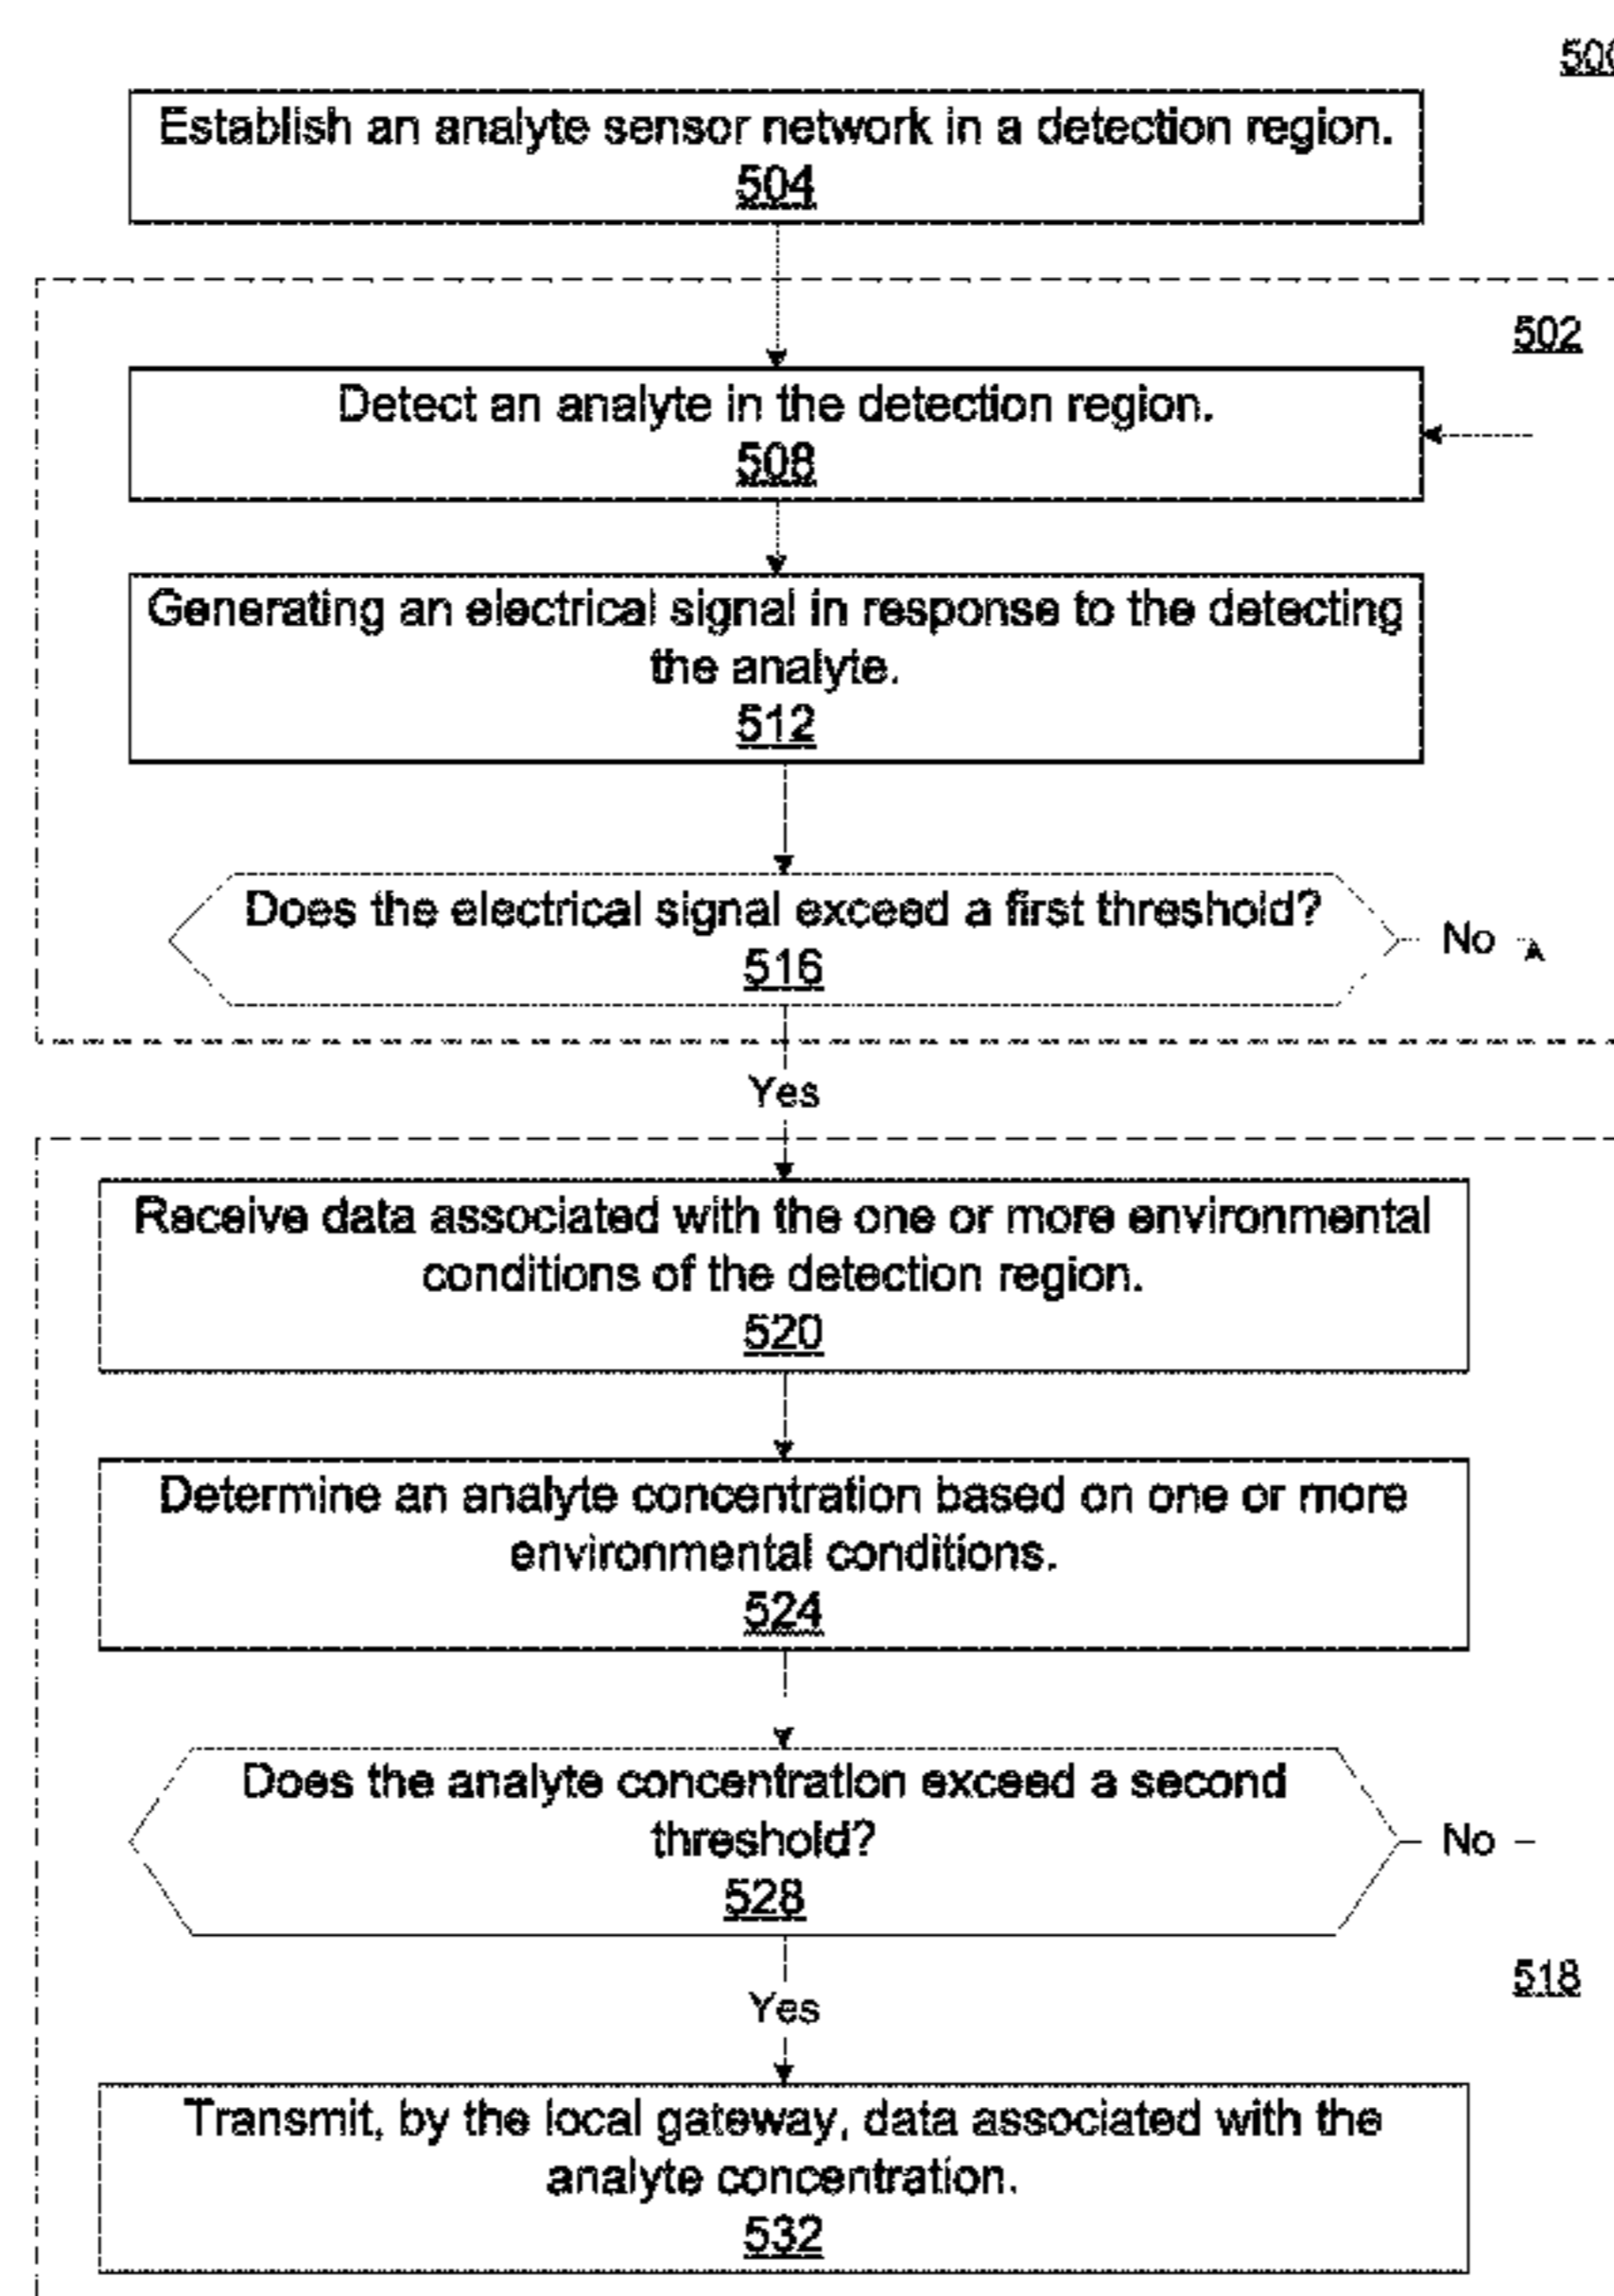 500
Establish an analyte sensor network in a detection region.
504
502
Detect an analyte in the detection region.
508
Generating an electrical signal in response to the detecting
the analyte.
512
Does the electrical signal exceed a first threshold?
516
No
Yes
Receive data associated with the one or more environmental
conditions of the detection region.
520
Determine an analyte concentration based on one or more
environmental conditions.
524
Does the analyte concentration exceed a second
threshold?
528
No
518
Yes
Transmit, by the local gateway, data associated with the
analyte concentration.
532